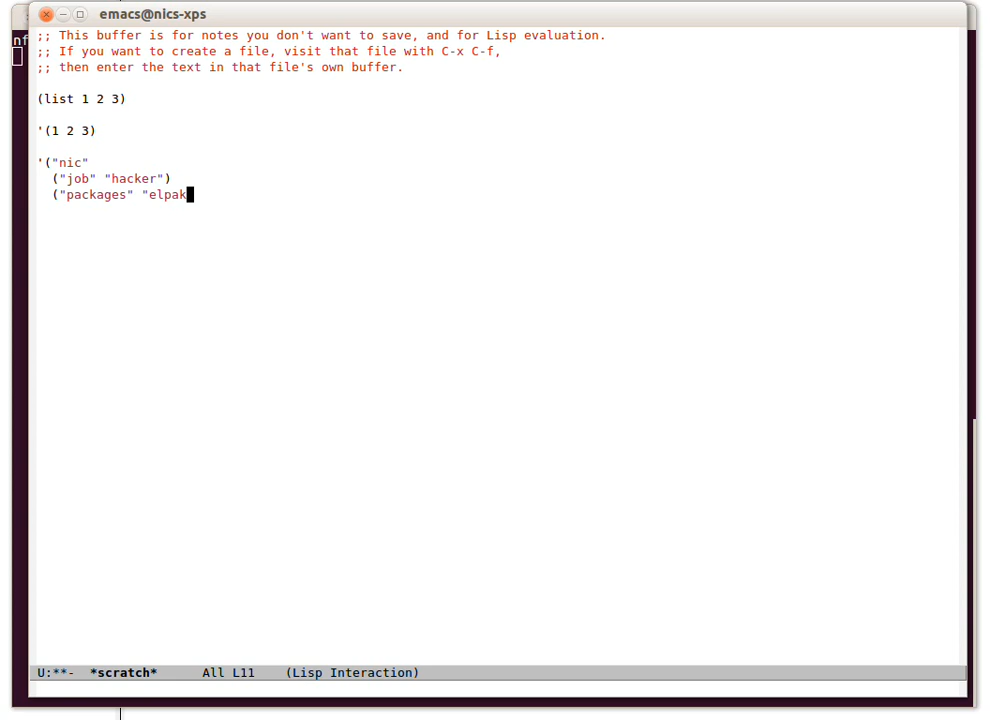 emacs@nics-xps
nf
;; This buffer is for notes you don't want to save, and for Lisp evaluation.
;; If you want to create a file, visit that file with C-x C-f,
;; then enter the text in that file's own buffer.
(list 1 2 3)
'(1 2 3)
'("nic"
("job" "hacker")
("packages" "elpak
U:**- *scratch* All L11 (Lisp Interaction)